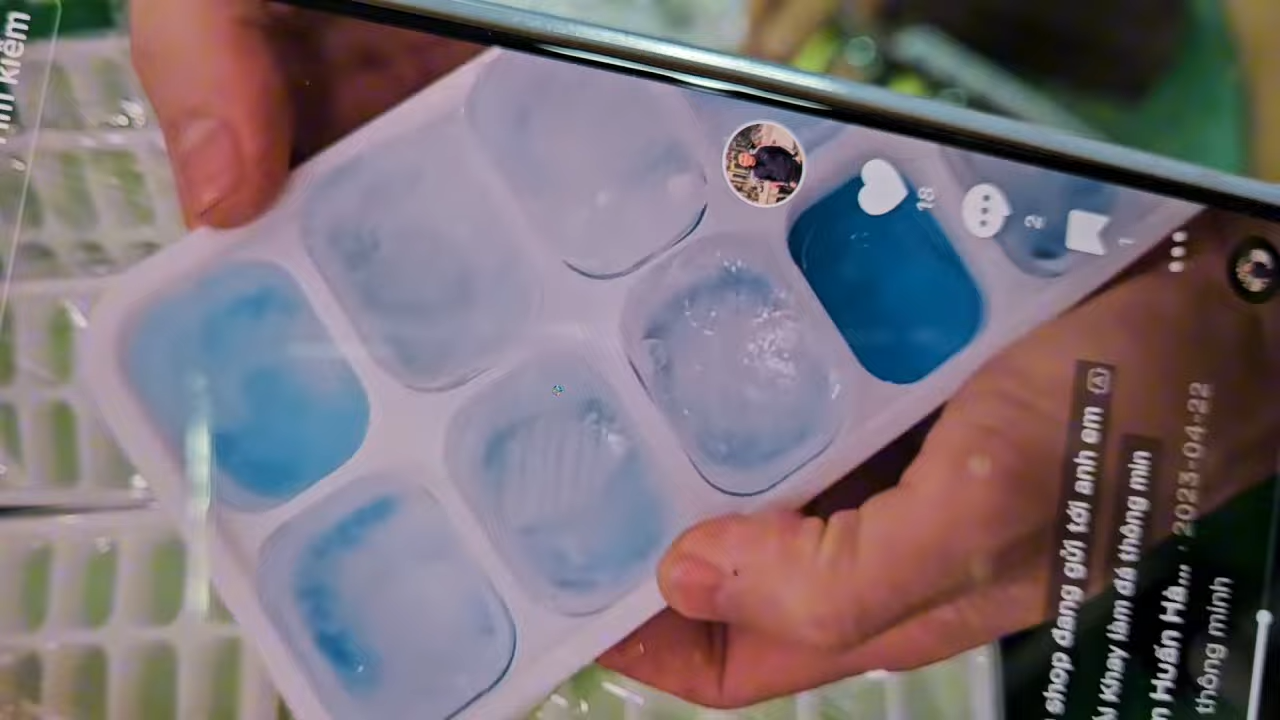 kiếm
18
2
1
shop đang gửi tới anh em
Khay làm đá thông min
Huấn Hà... · 2023-04-22
thông minh